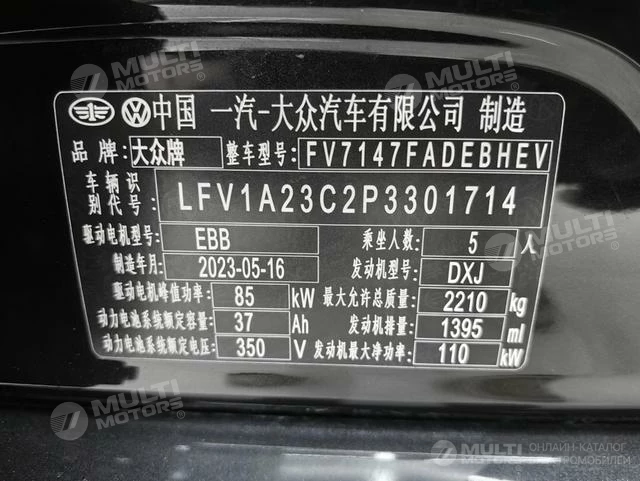 MULTI MOTORS®
MULTI MOTORS®
MULTI MOTORS®
中国 一汽-大众汽车有限公司 制造
品牌: 大众牌 整车型号: FV7147FADEBHEV
车辆识别代号: LFV1A23C2P3301714
驱动电机型号: EBB 乘坐人数: 5 人
制造年月: 2023-05-16 发动机型号: DXJ
驱动电机峰值功率: 85 kW 最大允许总质量: 2210 kg
动力电池系统额定容量: 37 Ah 发动机排量: 1395 ml
动力电池系统额定电压: 350 V 发动机最大净功率: 110 kW
MULTI MOTORS®
MULTI MOTORS®
MULTI MOTORS
ОНЛАЙН-КАТАЛОГ
АВТОМОБИЛЕЙ